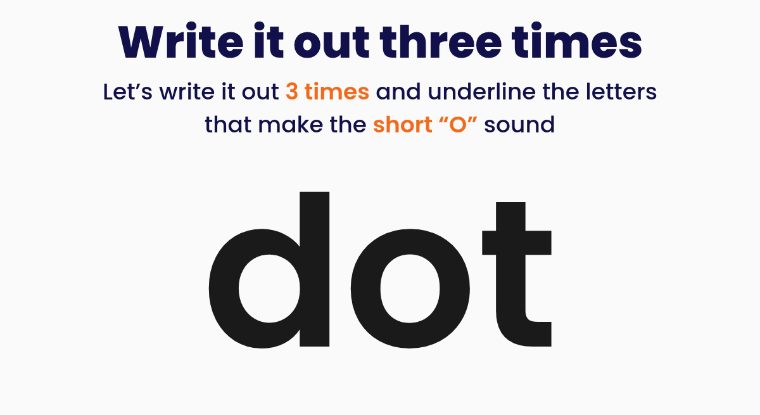 Write it out three times
Let’s write it out 3 times and underline the letters
that make the short “O” sound
dot